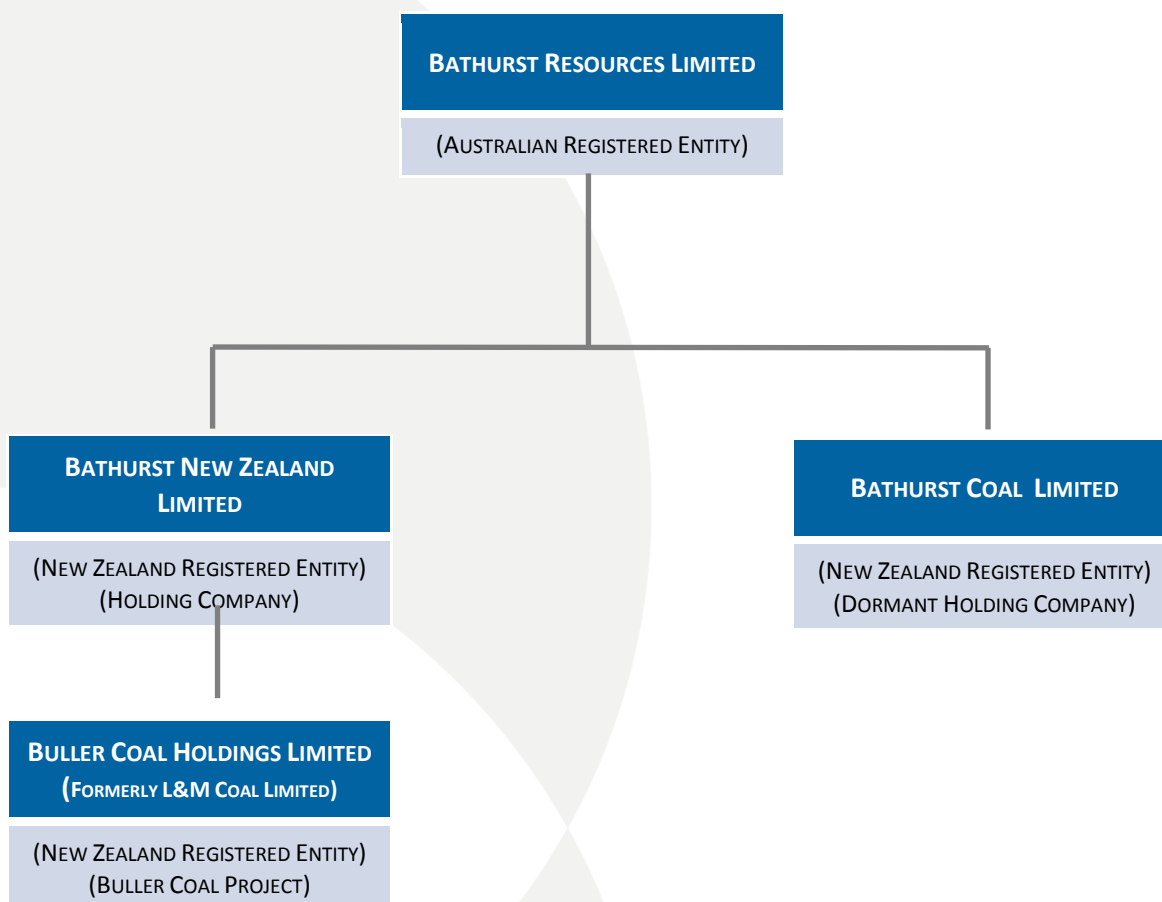 BATHURST RESOURCES LIMITED
(AUSTRALIAN REGISTERED ENTITY)
BATHURST NEW ZEALAND
LIMITED
(NEW ZEALAND REGISTERED ENTITY)
(HOLDING COMPANY)
BATHURST COAL LIMITED
(NEW ZEALAND REGISTERED ENTITY)
(DORMANT HOLDING COMPANY)
BULLER COAL HOLDINGS LIMITED
(FORMERLY L&M COAL LIMITED)
(NEW ZEALAND REGISTERED ENTITY)
(BULLER COAL PROJECT)